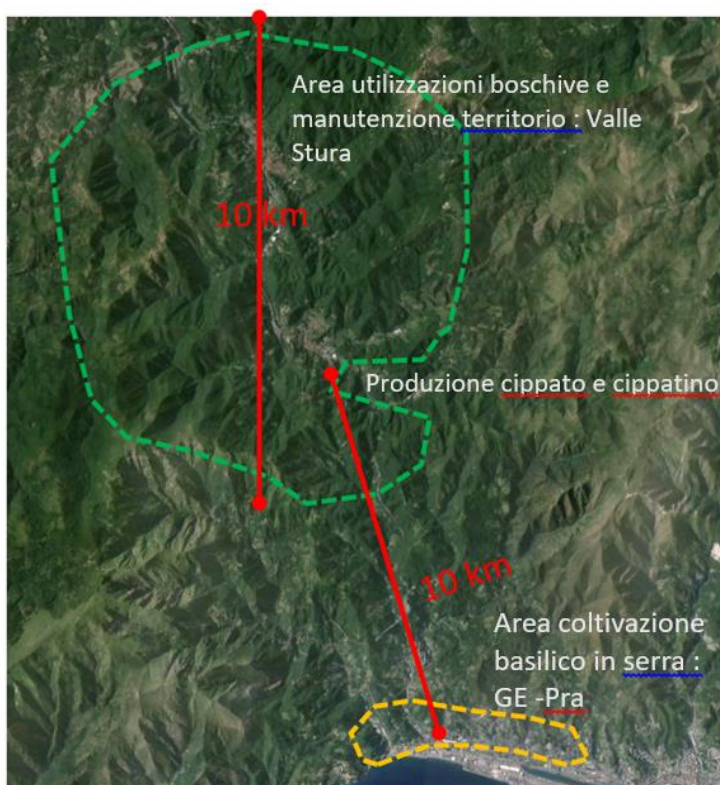 Area utilizzazioni boschive e
manutenzione territorio : Valle
Stura
10 km
Produzione cippato e cippatino
10 km
Area coltivazione
basilico in serra :
GE -Pra